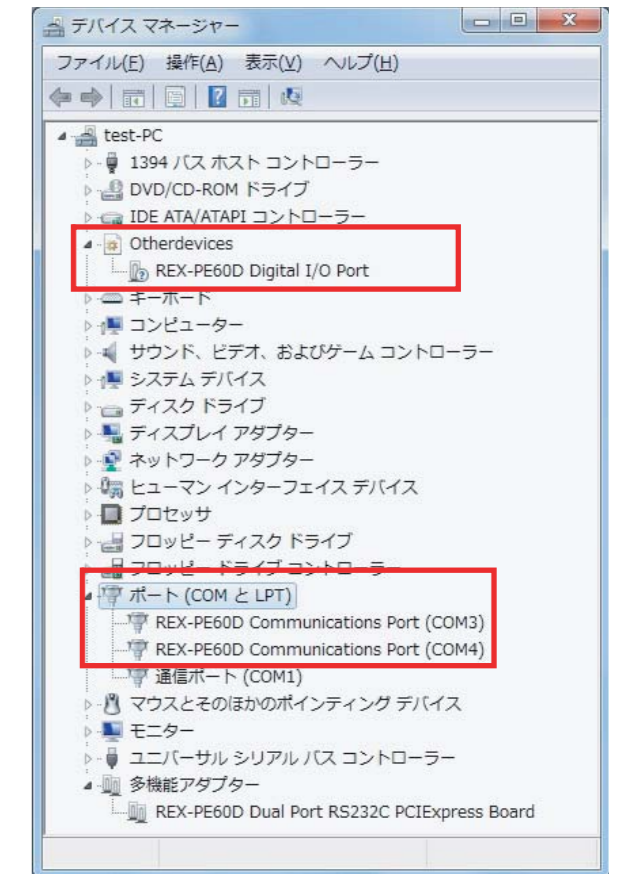 デバイス マネージャー
ファイル(F) 操作(A) 表示(V) ヘルプ(H)
test-PC
1394 バス ホスト コントローラー
DVD/CD-ROM ドライブ
IDE ATA/ATAPI コントローラー
Otherdevices
REX-PE60D Digital I/O Port
キーボード
コンピューター
サウンド、ビデオ、およびゲーム コントローラー
システム デバイス
ディスク ドライブ
ディスプレイ アダプター
ネットワーク アダプター
ヒューマン インターフェイス デバイス
プロセッサ
フロッピー ディスク ドライブ
フロッピー ドライブ コントローラー
ポート (COM と LPT)
REX-PE60D Communications Port (COM3)
REX-PE60D Communications Port (COM4)
通信ポート (COM1)
マウスとそのほかのポインティング デバイス
モニター
ユニバーサル シリアル バス コントローラー
多機能アダプター
REX-PE60D Dual Port RS232C PCIExpress Board